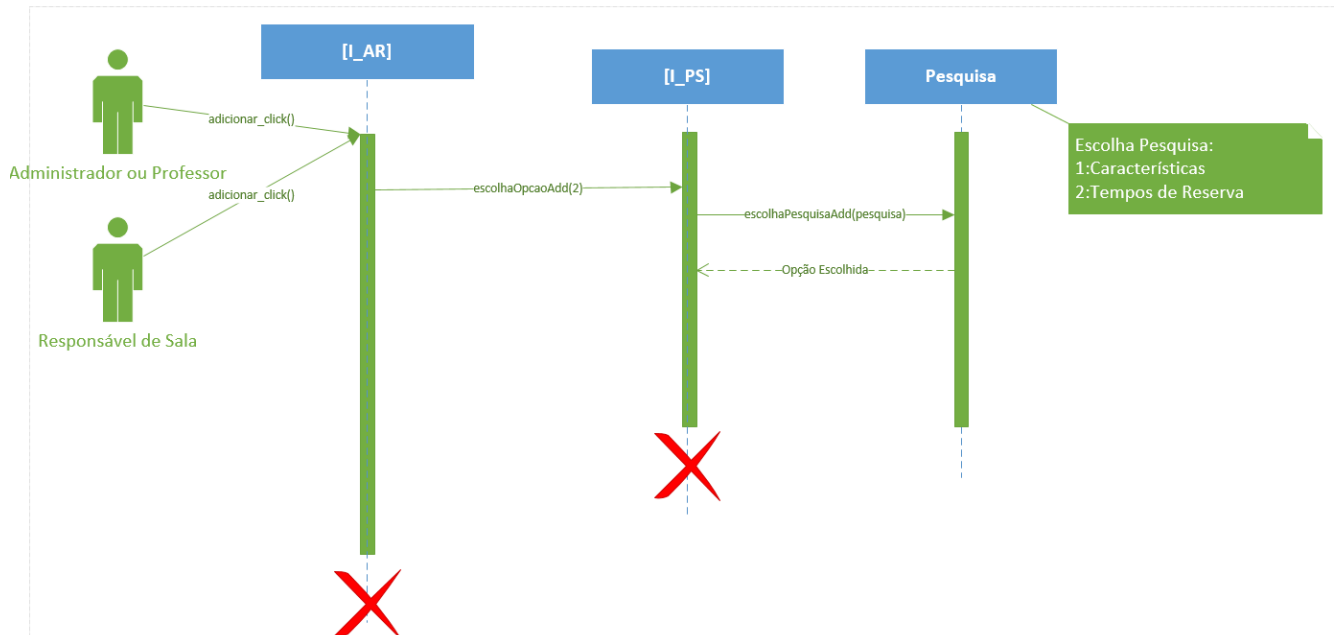 [I_AR]
[I_PS]
Pesquisa
adicionar_click()
Administrador ou Professor
adicionar_click()
Escolha Pesquisa:
1:Características
2:Tempos de Reserva
escolhaOpcaoAdd(2)
escolhaPesquisaAdd(pesquisa)
Opção Escolhida
Responsável de Sala